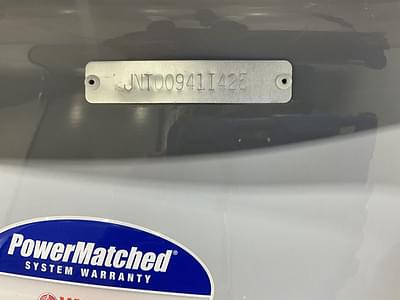 JNT00941I425
PowerMatched
SYSTEM WARRANTY